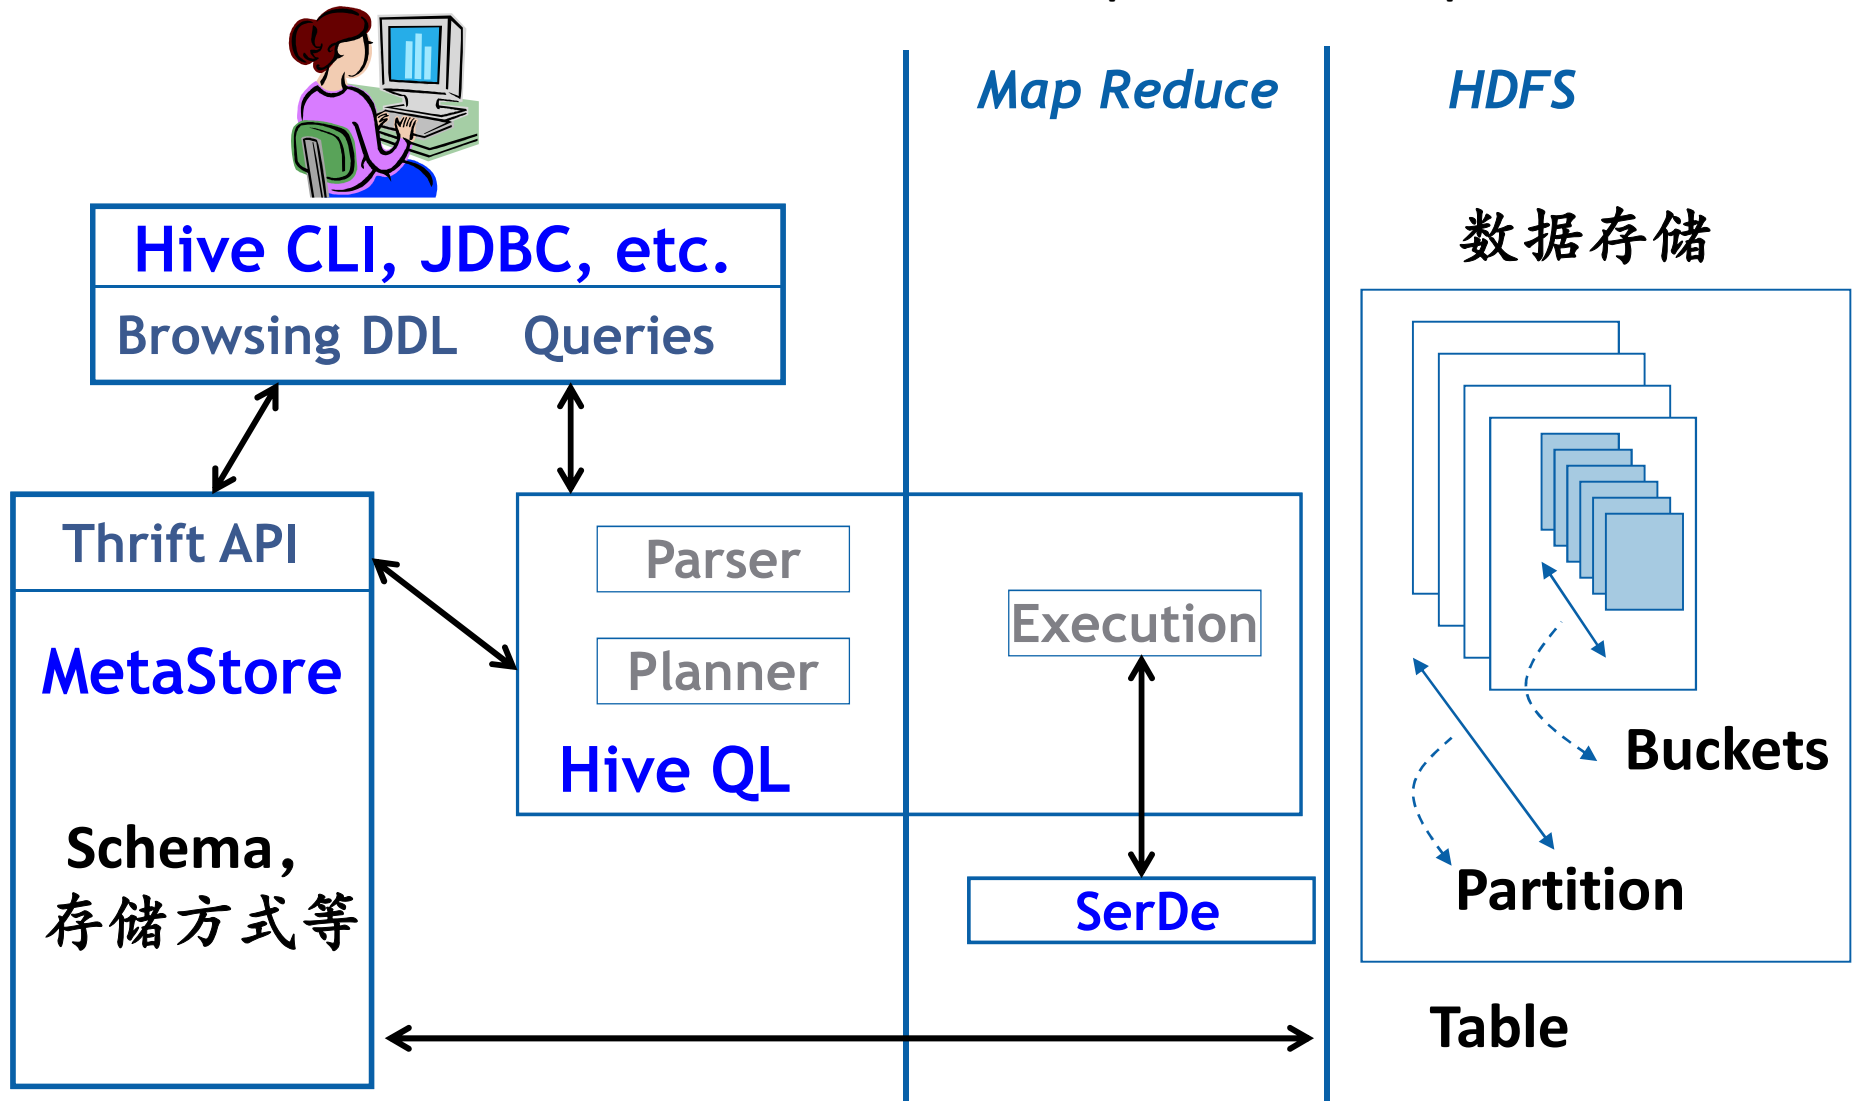 Map Reduce
HDFS
Hive CLI, JDBC, etc.
Browsing DDL Queries
数据存储
Thrift API
MetaStore
Schema,
存储方式等
Parser
Planner
Hive QL
Execution
SerDe
Buckets
Partition
Table